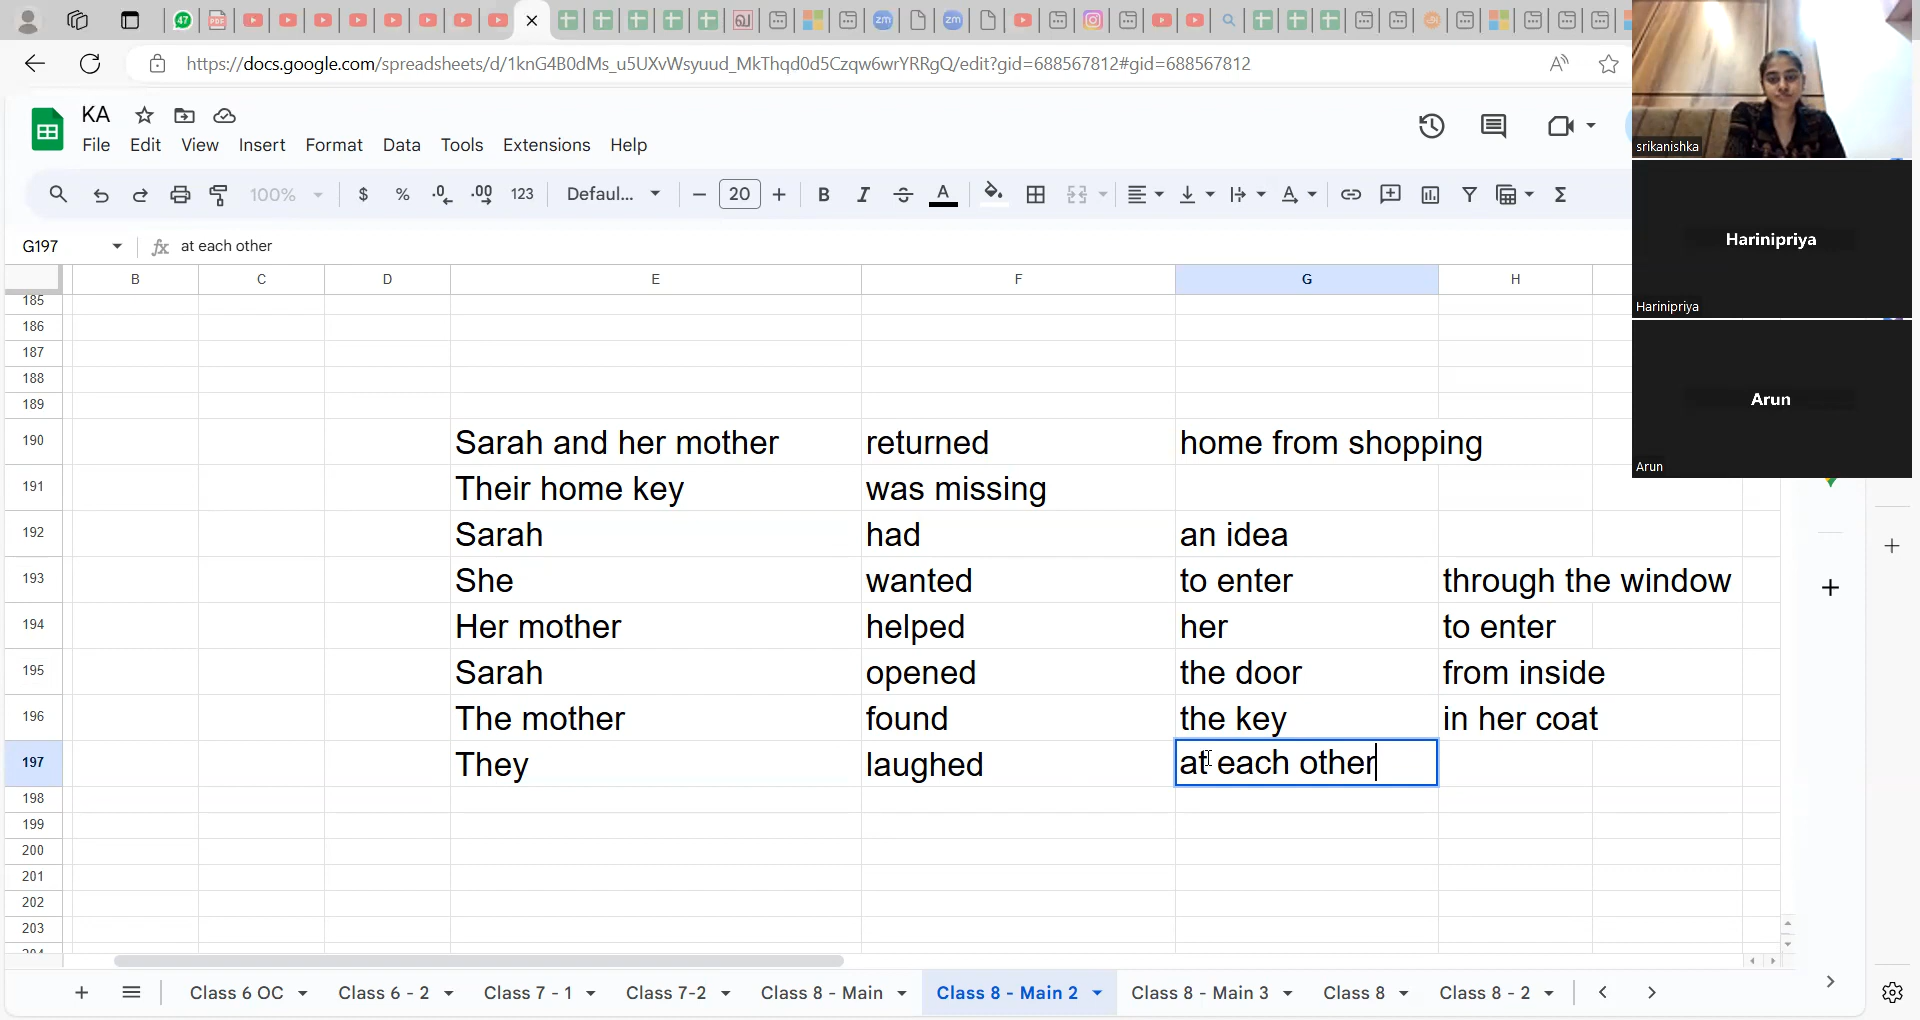 47
https://docs.google.com/spreadsheets/d/1knG4B0dMs_u5UXvWsyuud_MkThqd0d5Czqw6wrYRRgQ/edit?gid=688567812#gid=688567812
KA
File Edit View Insert Format Data Tools Extensions Help
100% $ % .0 .00 123 Defaul... 20 B I A
G197 at each other
B C D E F G H
185
186
187
188
189
190 Sarah and her mother returned home from shopping
191 Their home key was missing
192 Sarah had an idea
193 She wanted to enter through the window
194 Her mother helped her to enter
195 Sarah opened the door from inside
196 The mother found the key in her coat
197 They laughed at each other
198
199
200
201
202
203
Class 6 OC Class 6 - 2 Class 7 - 1 Class 7-2 Class 8 - Main Class 8 - Main 2 Class 8 - Main 3 Class 8 Class 8 - 2
srikanishka
Harinipriya
Harinipriya
Arun
Arun